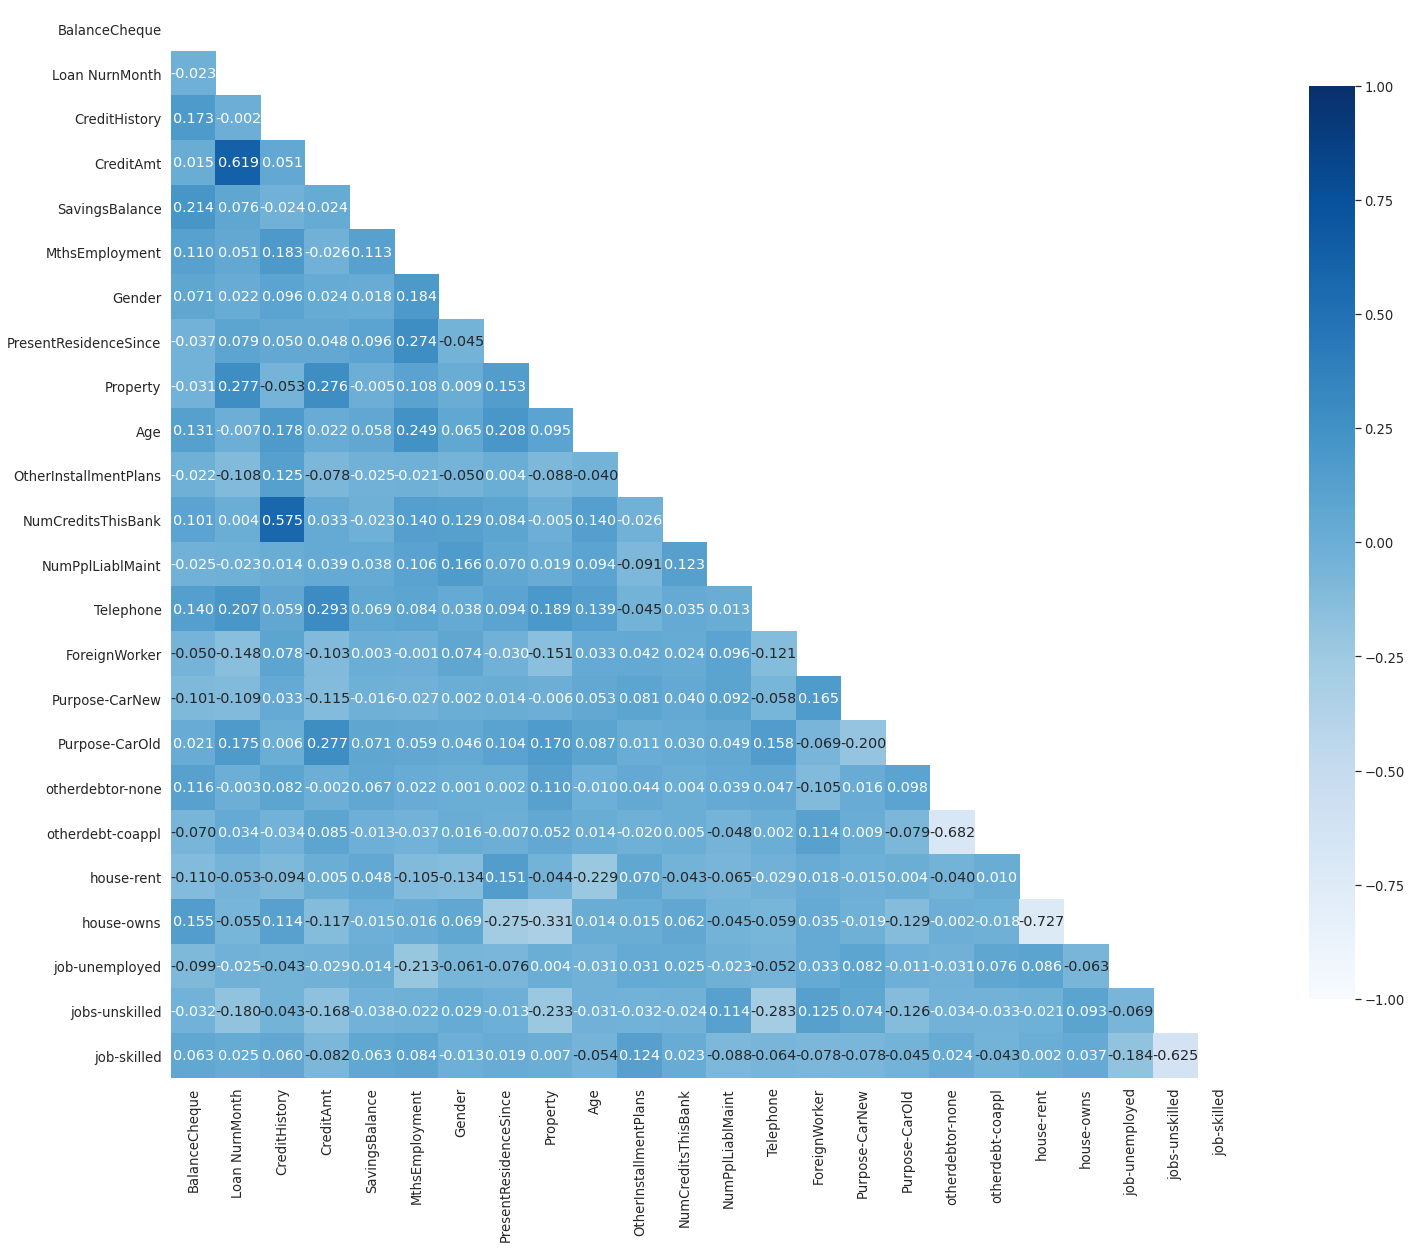 BalanceCheque
Loan NurnMonth -0.023
CreditHistory 0.173 -0.002
CreditAmt 0.015 0.619 0.051
SavingsBalance 0.214 0.076 -0.024 0.024
MthsEmployment 0.110 0.051 0.183 -0.026 0.113
Gender 0.071 0.022 0.096 0.024 0.018 0.184
PresentResidenceSince -0.037 0.079 0.050 0.048 0.096 0.274 -0.045
Property -0.031 0.277 -0.053 0.276 -0.005 0.108 0.009 0.153
Age 0.131 -0.007 0.178 0.022 0.058 0.249 0.065 0.208 0.095
OtherInstallmentPlans -0.022 -0.108 0.125 -0.078 -0.025 -0.021 -0.050 0.004 -0.088 -0.040
NumCreditsThisBank 0.101 0.004 0.575 0.033 -0.023 0.140 0.129 0.084 -0.005 0.140 -0.026
NumPplLiablMaint -0.025 -0.023 0.014 0.039 0.038 0.106 0.166 0.070 0.019 0.094 -0.091 0.123
Telephone 0.140 0.207 0.059 0.293 0.069 0.084 0.038 0.094 0.189 0.139 -0.045 0.035 0.013
ForeignWorker -0.050 -0.148 0.078 -0.103 0.003 -0.001 0.074 -0.030 -0.151 0.033 0.042 0.024 0.096 -0.121
Purpose-CarNew -0.101 -0.109 0.033 -0.115 -0.016 -0.027 0.002 0.014 -0.006 0.053 0.081 0.040 0.092 -0.058 0.165
Purpose-CarOld 0.021 0.175 0.006 0.277 0.071 0.059 0.046 0.104 0.170 0.087 0.011 0.030 0.049 0.158 -0.069 -0.200
otherdebtor-none 0.116 -0.003 0.082 -0.002 0.067 0.022 0.001 0.002 0.110 -0.010 0.044 0.004 0.039 0.047 -0.105 0.016 0.098
otherdebt-coappl -0.070 0.034 -0.034 0.085 -0.013 -0.037 0.016 -0.007 0.052 0.014 -0.020 0.005 -0.048 0.002 0.114 0.009 -0.079 -0.682
house-rent -0.110 -0.053 -0.094 0.005 0.048 -0.105 -0.134 0.151 -0.044 -0.229 0.070 -0.043 -0.065 -0.029 0.018 -0.015 0.004 -0.040 0.010
house-owns 0.155 -0.055 0.114 -0.117 -0.015 0.016 0.069 -0.275 -0.331 0.014 0.015 0.062 -0.045 -0.059 0.035 -0.019 -0.129 -0.002 -0.018 -0.727
job-unemployed -0.099 -0.025 -0.043 -0.029 0.014 -0.213 -0.061 -0.076 0.004 -0.031 0.031 0.025 -0.023 -0.052 0.033 0.082 -0.011 -0.031 0.076 0.086 -0.063
jobs-unskilled -0.032 -0.180 -0.043 -0.168 -0.038 -0.022 0.029 -0.013 -0.233 -0.031 -0.032 -0.024 0.114 -0.283 0.125 0.074 -0.126 -0.034 -0.033 -0.021 0.093 -0.069
job-skilled 0.063 0.025 0.060 -0.082 0.063 0.084 -0.013 0.019 0.007 -0.054 0.124 0.023 -0.088 -0.064 -0.078 -0.078 -0.045 0.024 -0.043 0.002 0.037 -0.184 -0.625
BalanceCheque
Loan NurnMonth
CreditHistory
CreditAmt
SavingsBalance
MthsEmployment
Gender
PresentResidenceSince
Property
Age
OtherInstallmentPlans
NumCreditsThisBank
NumPplLiablMaint
Telephone
ForeignWorker
Purpose-CarNew
Purpose-CarOld
otherdebtor-none
otherdebt-coappl
house-rent
house-owns
job-unemployed
jobs-unskilled
job-skilled
1.00
0.75
0.50
0.25
0.00
−0.25
−0.50
−0.75
−1.00